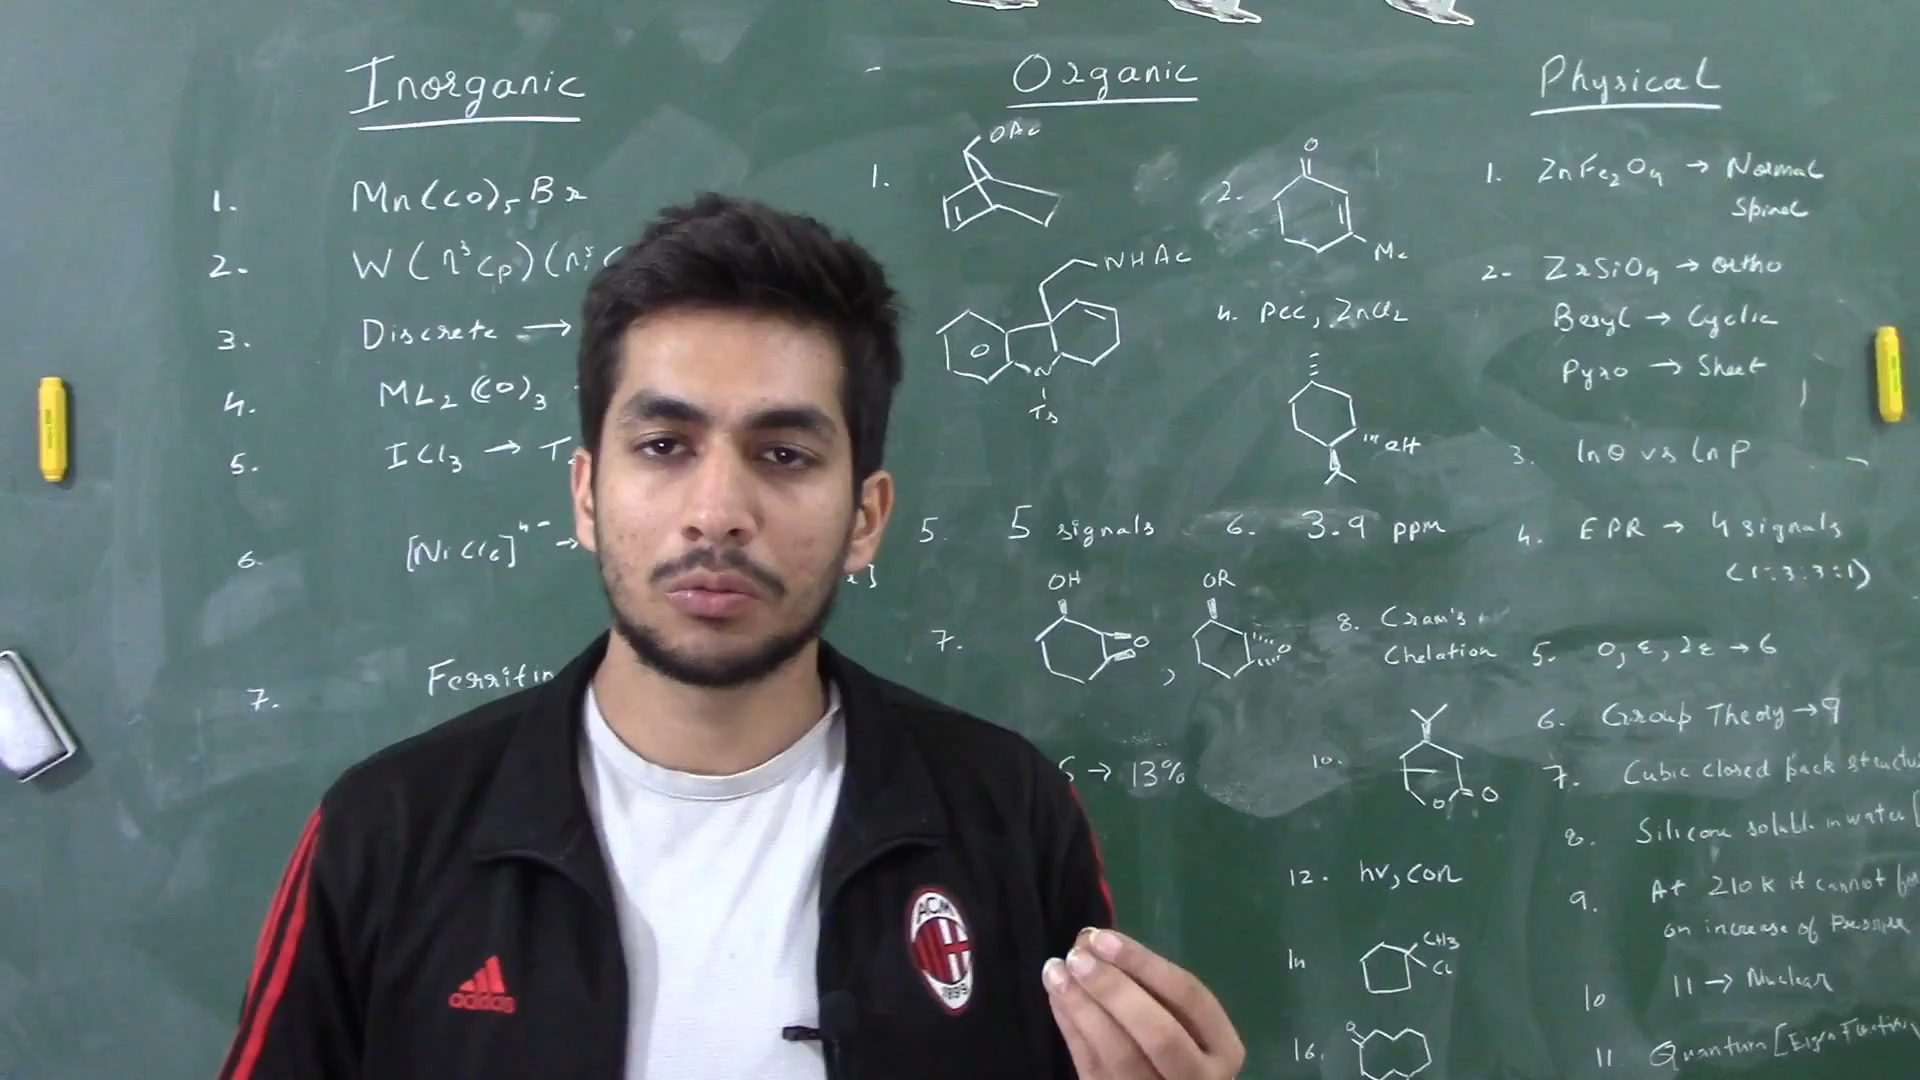 Inorganic
1. Mn(CO)5Br
2. W(η3Cp)(η5
3. Discrete →
4. ML2(CO)3
5. ICl3 →
6. [NiCl6]4- →
7. Ferritin
adidas
ACM
1899
Organic
1. OAc
2. O
Me
NHAc
N
Ts
4. PCC, ZnCl2
OH
5. 5 signals
6. 3.9 ppm
7. OH
O
,
OR
O
8. Cram's
Chelation
S → 13%
10.
O
O
12. hν, con
14
CH3
Cl
16.
O
Physical
1. ZnFe2O4 → Normal
Spinel
2- ZrSiO4 → Ortho
Beryl → Cyclic
Pyro → Sheet
3. lnθ vs lnP
4. EPR → 4 signals
(1:3:3:1)
5. 0, ε, 2ε → 6
6. Group Theory → 9
7. Cubic closed pack
8. Silicone soluble in water [
9. At 210K it cannot
on increase of Pressure
10 11 → Nuclear
11. Quantum [Eigen Function